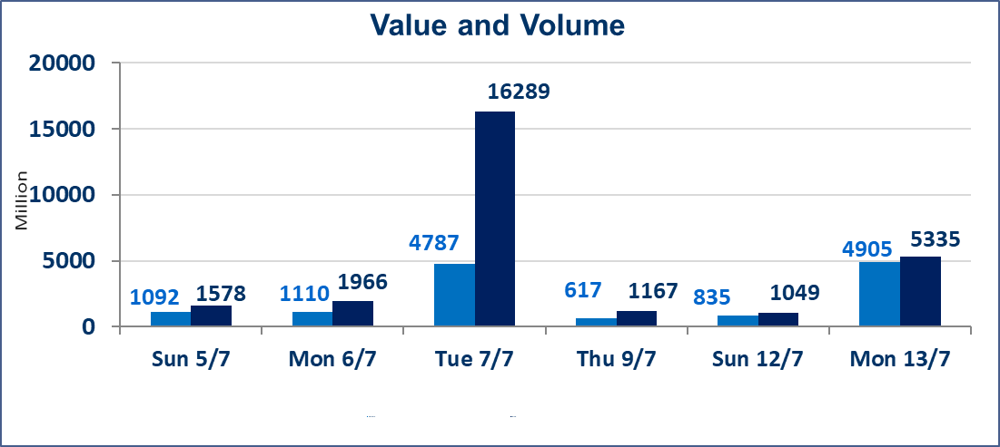 Value and Volume
20000
15000
10000
5000
0
Million
1092 1578 1110 1966 4787 16289 617 1167 835 1049 4905 5335
Sun 5/7 Mon 6/7 Tue 7/7 Thu 9/7 Sun 12/7 Mon 13/7